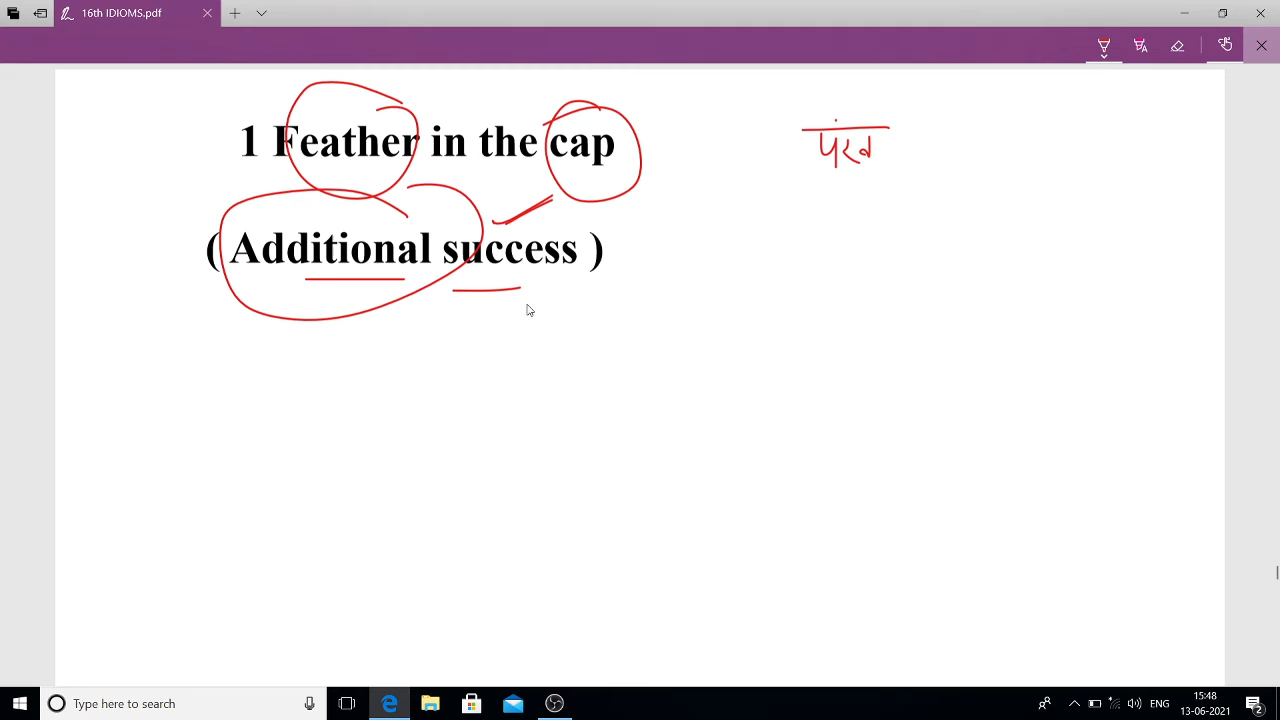 16th IDIOMS.pdf
1 Feather in the cap
पंख
( Additional success )
Type here to search
ENG
15:48
13-06-2021
2